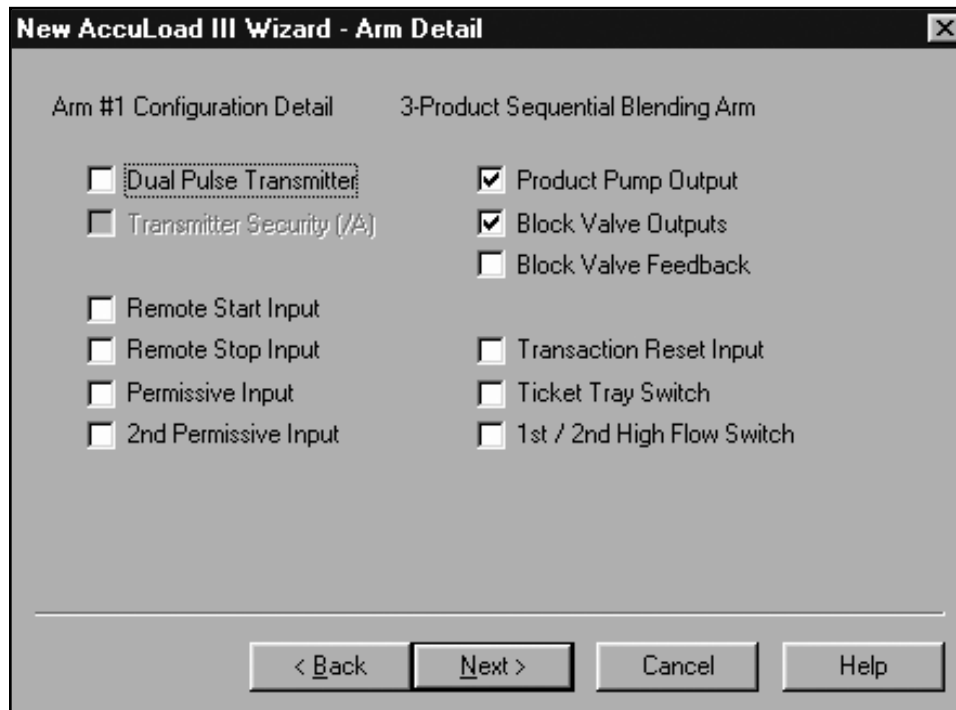 New AccuLoad III Wizard - Arm Detail
Arm #1 Configuration Detail
3-Product Sequential Blending Arm
Dual Pulse Transmitter
Transmitter Security (/A)
Remote Start Input
Remote Stop Input
Permissive Input
2nd Permissive Input
Product Pump Output
Block Valve Outputs
Block Valve Feedback
Transaction Reset Input
Ticket Tray Switch
1st / 2nd High Flow Switch
< Back
Next >
Cancel
Help